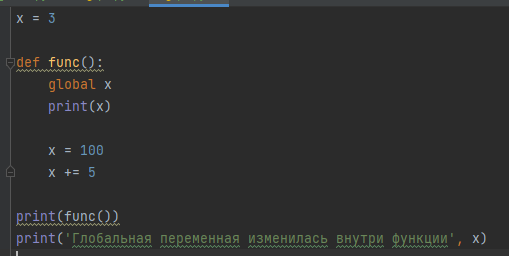 x = 3
def func():
global x
print(x)
x = 100
x += 5
print(func())
print('Глобальная переменная изменилась внутри функции', x)